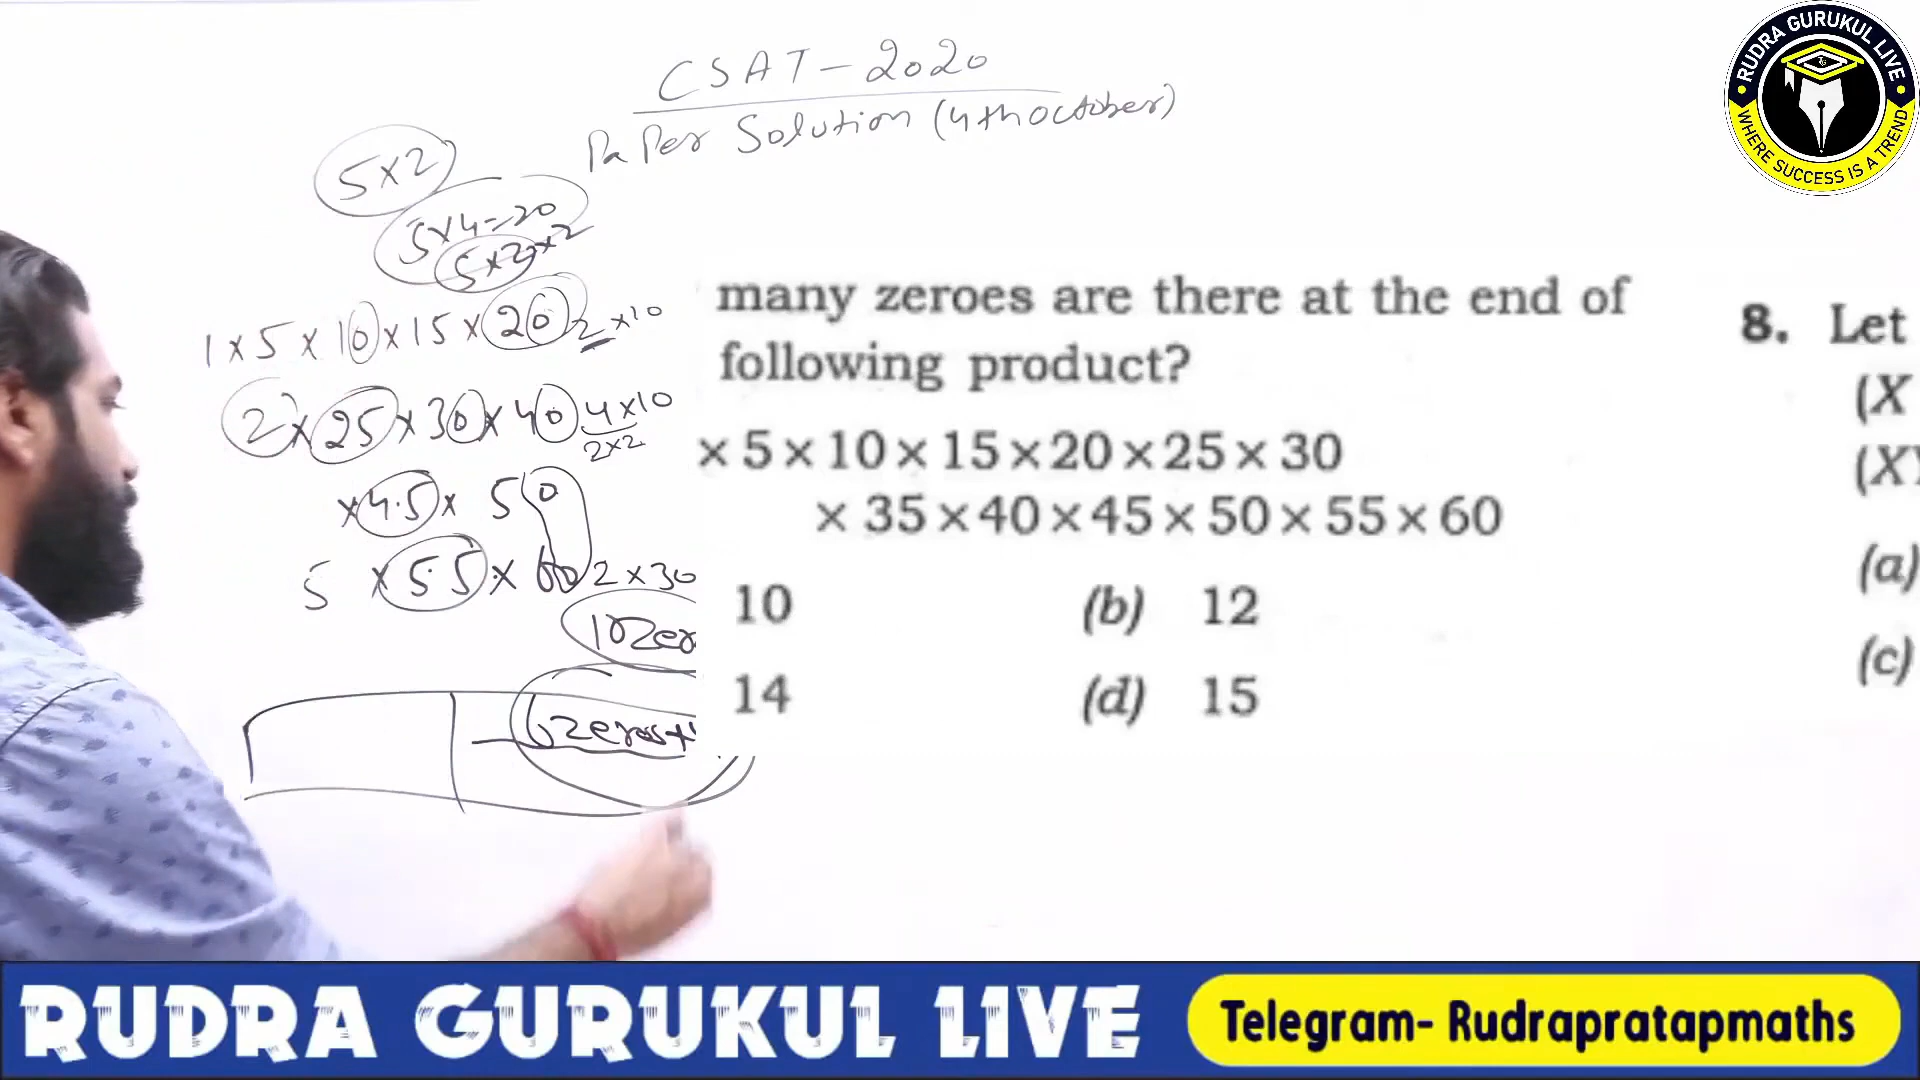 CSAT-2020
Paper Solution (4th october)
5×2
5×4=20
5×2×2
1×5×10×15×20 2×10
2×25×30×40 4×10
2×2
×45×50
5×55×60 2×30
10Zer
6zeros+
many zeroes are there at the end of
following product?
×5×10×15×20×25×30
×35×40×45×50×55×60
10 (b) 12
14 (d) 15
8. Let
(X
(X)
(a)
(c)
RUDRA GURUKUL LIVE
WHERE SUCCESS IS A TREND
RUDRA GURUKUL LIVE
Telegram- Rudrapratapmaths